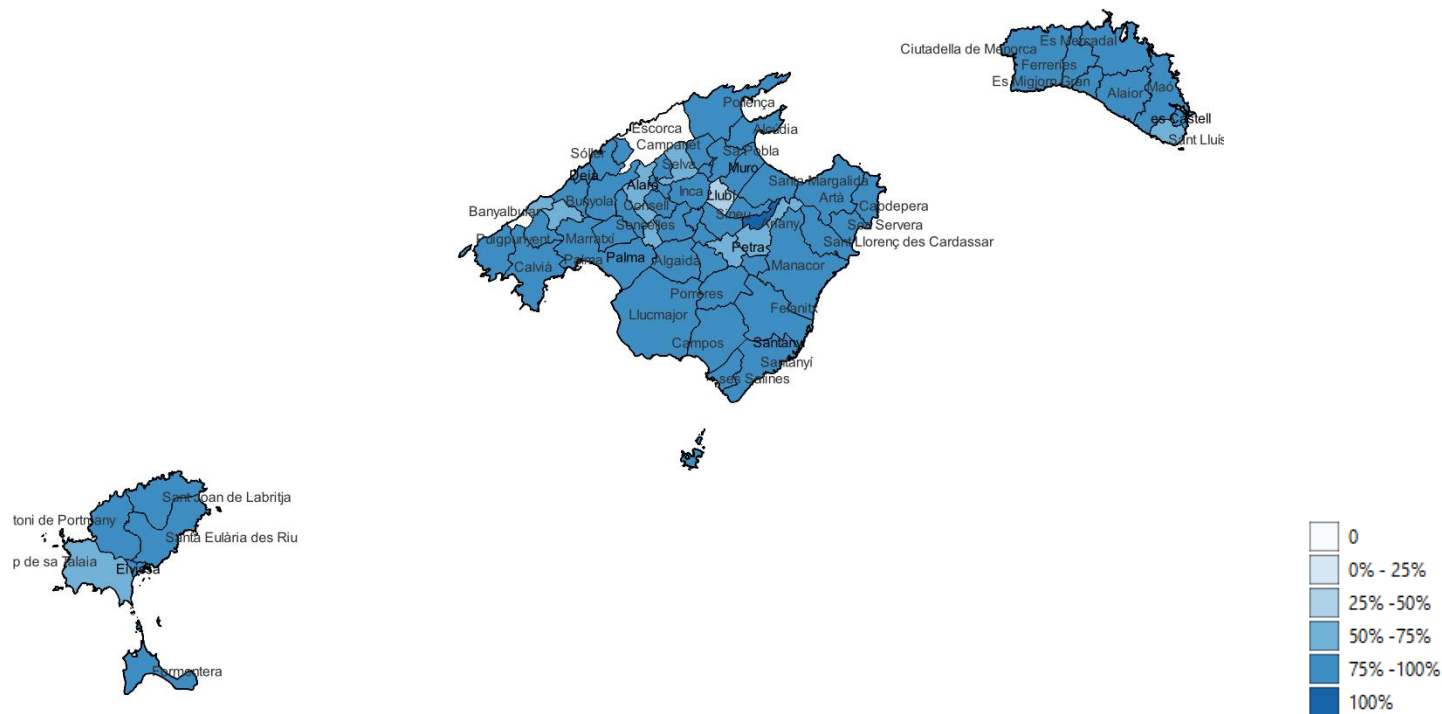 Ciutadella de Menorca
Es Mercadal
Ferreries
Es Migjorn Gran
Alaior
Maó
es Castell
Sant Lluís
Pollença
Escorca
Alcúdia
Campanet
Sóller
Sa Pobla
Selva
Muro
Deià
Alaró
Inca
Llubí
Santa Margalida
Artà
Bunyola
Consell
Capdepera
Banyalbufar
Sineu
Ariany
Sencelles
Son Servera
Puigpunyent
Marratxí
Petra
Sant Llorenç des Cardassar
Calvià
Palma
Palma
Algaida
Manacor
Porreres
Llucmajor
Felanitx
Campos
Santanyí
Santanyí
ses Salines
Sant Joan de Labritja
toni de Portmany
Santa Eulària des Riu
p de sa Talaia
Eivissa
Formentera
0
0% - 25%
25% -50%
50% -75%
75% -100%
100%